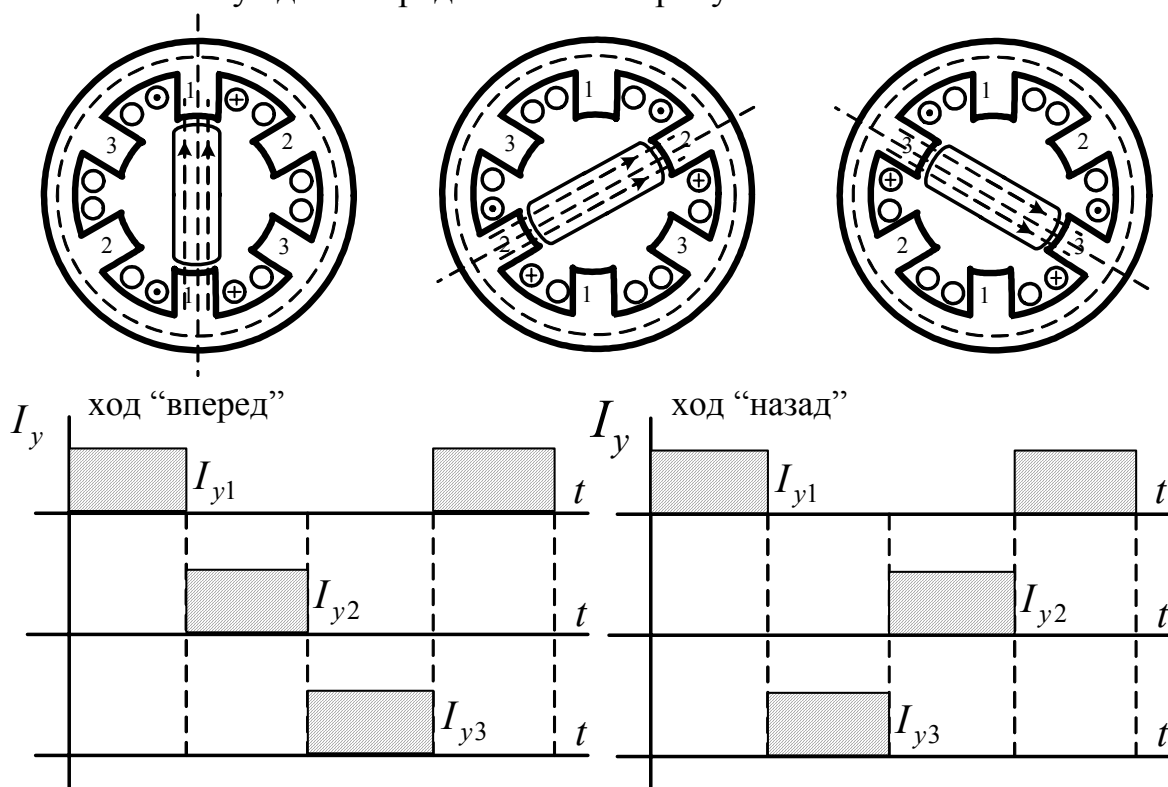 1 2 3 1 2 3
1 2 3 1 2 3
1 2 3 1 2 3
ход “вперед”
I_y
I_y1
t
I_y2
t
I_y3
t
ход “назад”
I_y
I_y1
t
I_y2
t
I_y3
t